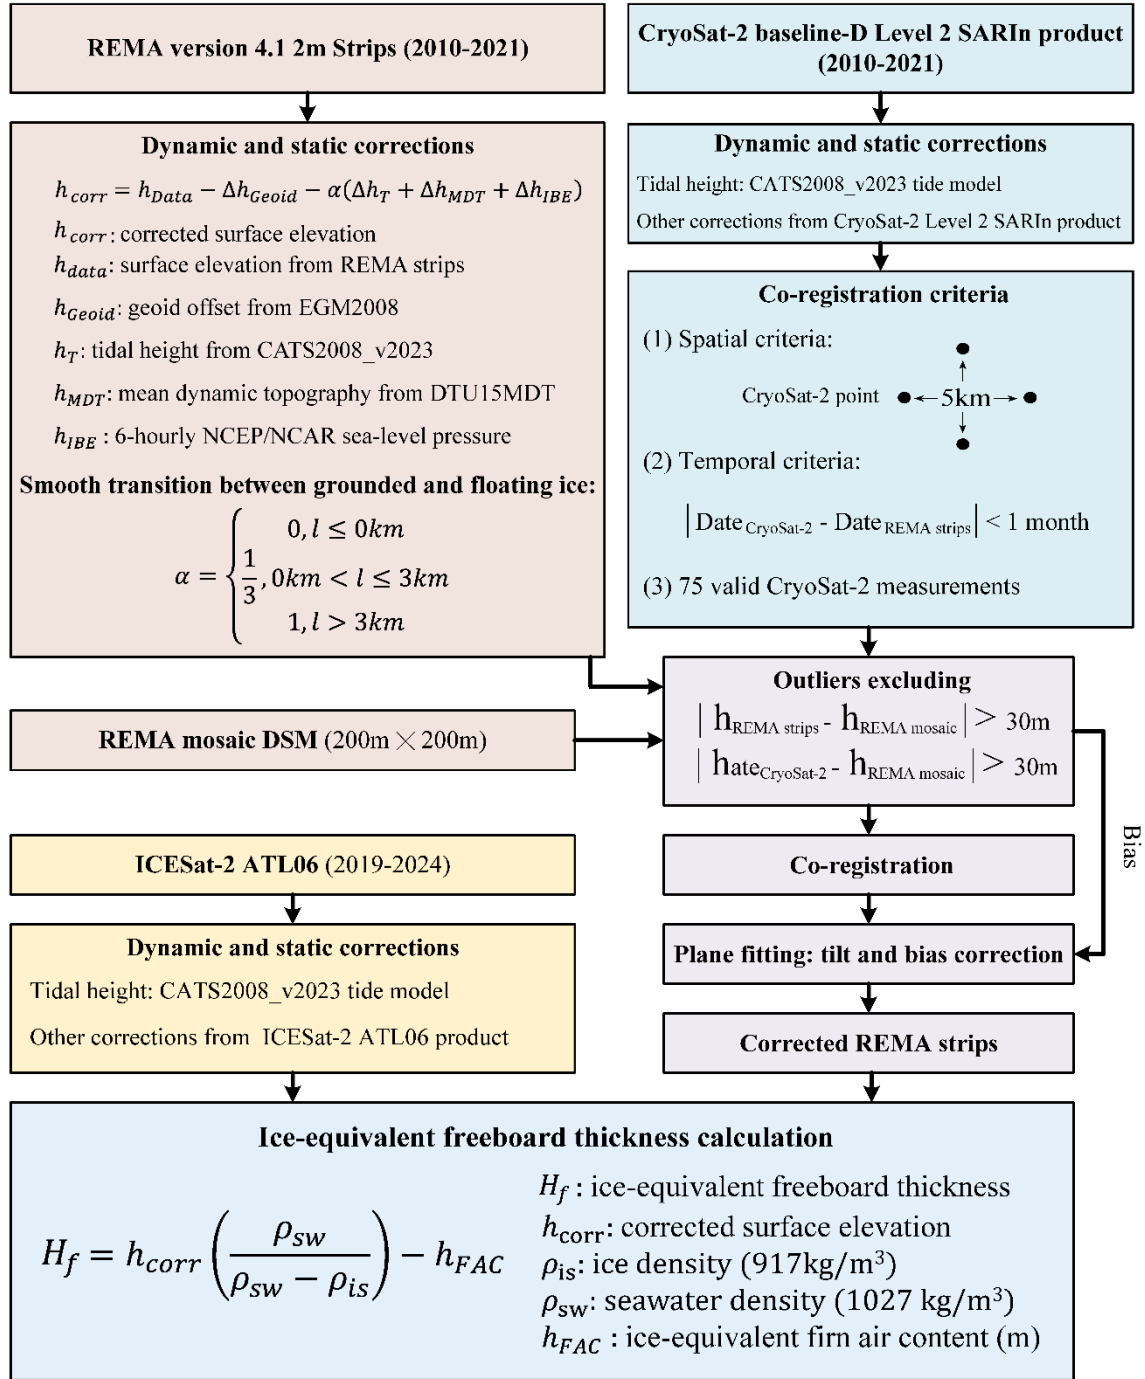 REMA version 4.1 2m Strips (2010-2021)
Dynamic and static corrections
h_corr = h_Data − Δh_Geoid − α(Δh_T + Δh_MDT + Δh_IBE)
h_corr: corrected surface elevation
h_data: surface elevation from REMA strips
h_Geoid: geoid offset from EGM2008
h_T: tidal height from CATS2008_v2023
h_MDT: mean dynamic topography from DTU15MDT
h_IBE: 6-hourly NCEP/NCAR sea-level pressure
Smooth transition between grounded and floating ice:
0, l ≤ 0km
α = { 1/3, 0km < l ≤ 3km
1, l > 3km
REMA mosaic DSM (200m × 200m)
CryoSat-2 baseline-D Level 2 SARIn product
(2010-2021)
Dynamic and static corrections
Tidal height: CATS2008_v2023 tide model
Other corrections from CryoSat-2 Level 2 SARIn product
Co-registration criteria
(1) Spatial criteria:
CryoSat-2 point
5km
(2) Temporal criteria:
| Date CryoSat-2 - Date REMA strips | < 1 month
(3) 75 valid CryoSat-2 measurements
Outliers excluding
| h REMA strips - h REMA mosaic | > 30m
| hate CryoSat-2 - h REMA mosaic | > 30m
Bias
Co-registration
Plane fitting: tilt and bias correction
Corrected REMA strips
ICESat-2 ATL06 (2019-2024)
Dynamic and static corrections
Tidal height: CATS2008_v2023 tide model
Other corrections from ICESat-2 ATL06 product
Ice-equivalent freeboard thickness calculation
H_f = h_corr (ρ_sw / (ρ_sw − ρ_is)) − h_FAC
H_f: ice-equivalent freeboard thickness
h_corr: corrected surface elevation
ρ_is: ice density (917kg/m³)
ρ_sw: seawater density (1027 kg/m³)
h_FAC: ice-equivalent firn air content (m)